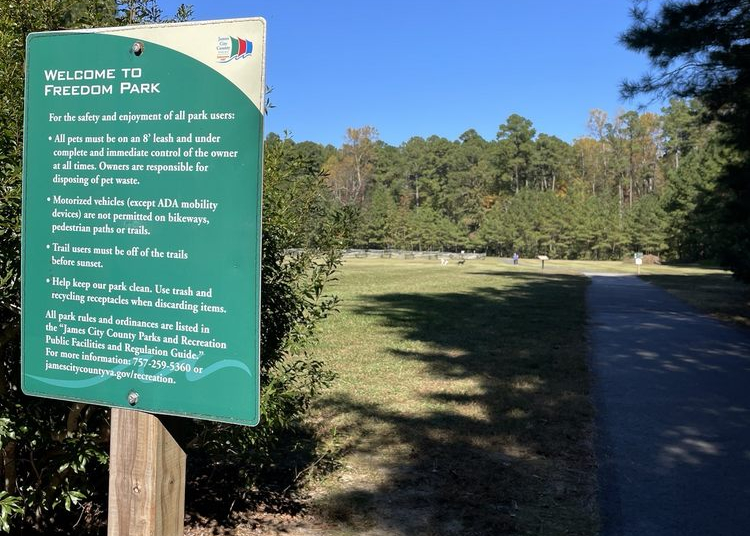 James
City
County
WELCOME TO
FREEDOM PARK
For the safety and enjoyment of all park users:
• All pets must be on an 8' leash and under
complete and immediate control of the owner
at all times. Owners are responsible for
disposing of pet waste.
• Motorized vehicles (except ADA mobility
devices) are not permitted on bikeways,
pedestrian paths or trails.
• Trail users must be off of the trails
before sunset.
• Help keep our park clean. Use trash and
recycling receptacles when discarding items.
All park rules and ordinances are listed in
the "James City County Parks and Recreation
Public Facilities and Regulation Guide."
For more information: 757-259-5360 or
jamescitycountyva.gov/recreation.